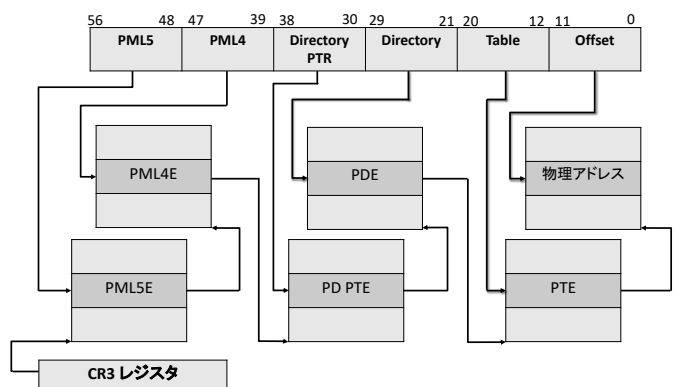 56 48 47 39 38 30 29 21 20 12 11 0
PML5 PML4 Directory PTR Directory Table Offset
PML4E PDE 物理アドレス
PML5E PD PTE PTE
CR3 レジスタ